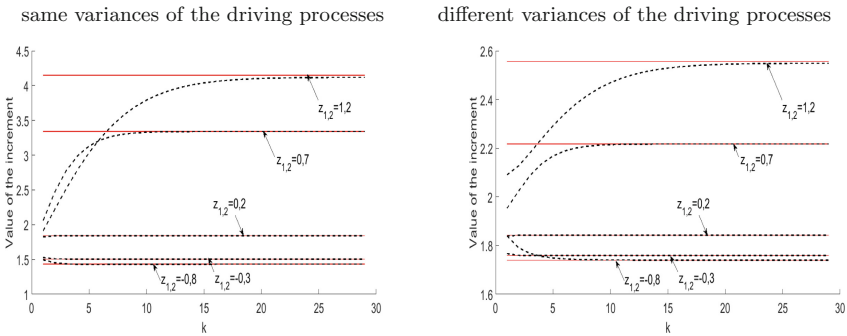 same variances of the driving processes
different variances of the driving processes
4.5
4
3.5
3
2.5
2
1.5
1
Value of the increment
z1,2=1,2
z1,2=0,7
z1,2=0,2
z1,2=-0,8
z1,2=-0,3
0
5
10
15
20
25
30
k
2.6
2.4
2.2
2
1.8
1.6
Value of the increment
z1,2=1,2
z1,2=0,7
z1,2=0,2
z1,2=-0,8
z1,2=-0,3
0
5
10
15
20
25
30
k